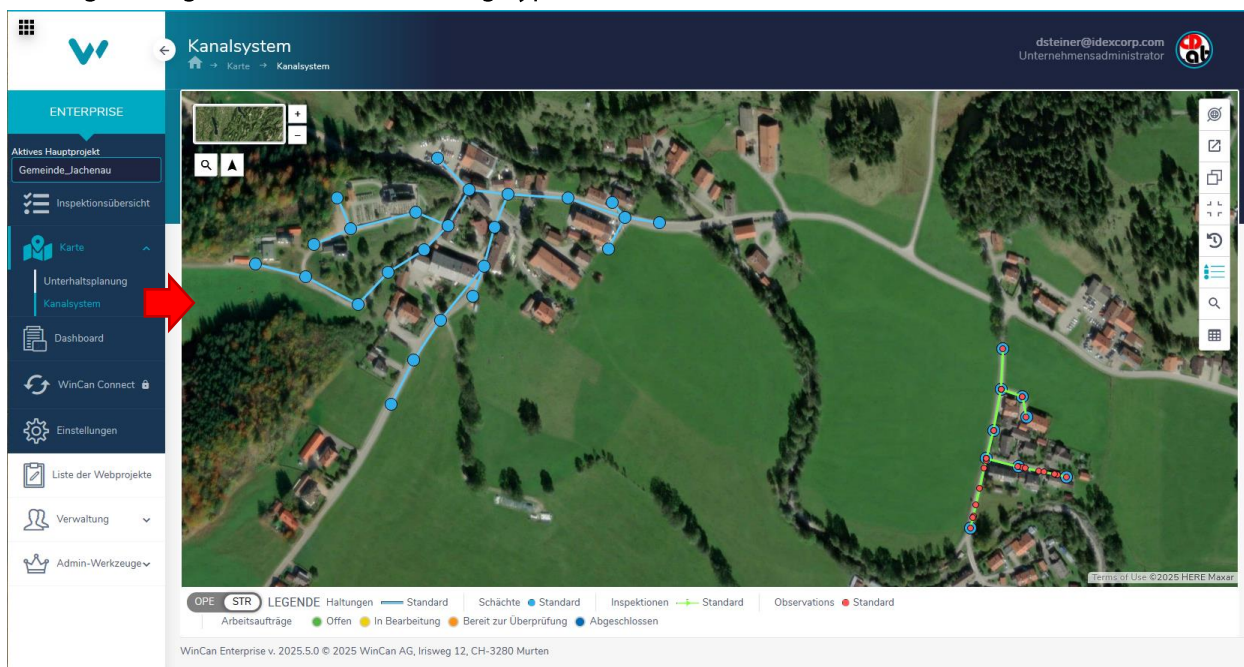 Kanalsystem
Karte → Kanalsystem
dsteiner@idexcorp.com
Unternehmensadministrator
ENTERPRISE
Aktives Hauptprojekt
Gemeinde_Jachenau
Inspektionsübersicht
Karte
Unterhaltsplanung
Kanalsystem
Dashboard
WinCan Connect
Einstellungen
Liste der Webprojekte
Verwaltung
Admin-Werkzeuge
Terms of Use ©2025 HERE Maxar
OPE STR LEGENDE Haltungen Standard Schächte Standard Inspektionen Standard Observations Standard
Arbeitsaufträge Offen In Bearbeitung Bereit zur Überprüfung Abgeschlossen
WinCan Enterprise v. 2025.5.0 © 2025 WinCan AG, Irisweg 12, CH-3280 Murten